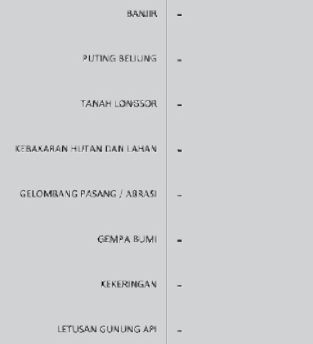 BANJIR -
PUTING BELIUNG -
TANAH LONGSOR -
KEBAKARAN HUTAN DAN LAHAN -
GELOMBANG PASANG / ABRASI -
GEMPA BUMI -
KEKERINGAN -
LETUSAN GUNUNG API -